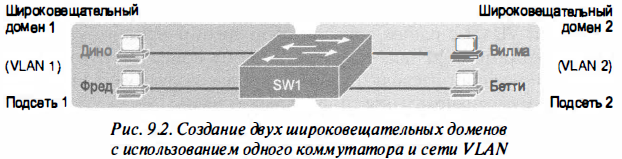 Широковещательный
домен 1
(VLAN 1)
Подсеть 1
Дино
Фред
SW1
Вилма
Бетти
Широковещательный
домен 2
(VLAN 2)
Подсеть 2
Рис. 9.2. Создание двух широковещательных доменов
с использованием одного коммутатора и сети VLAN